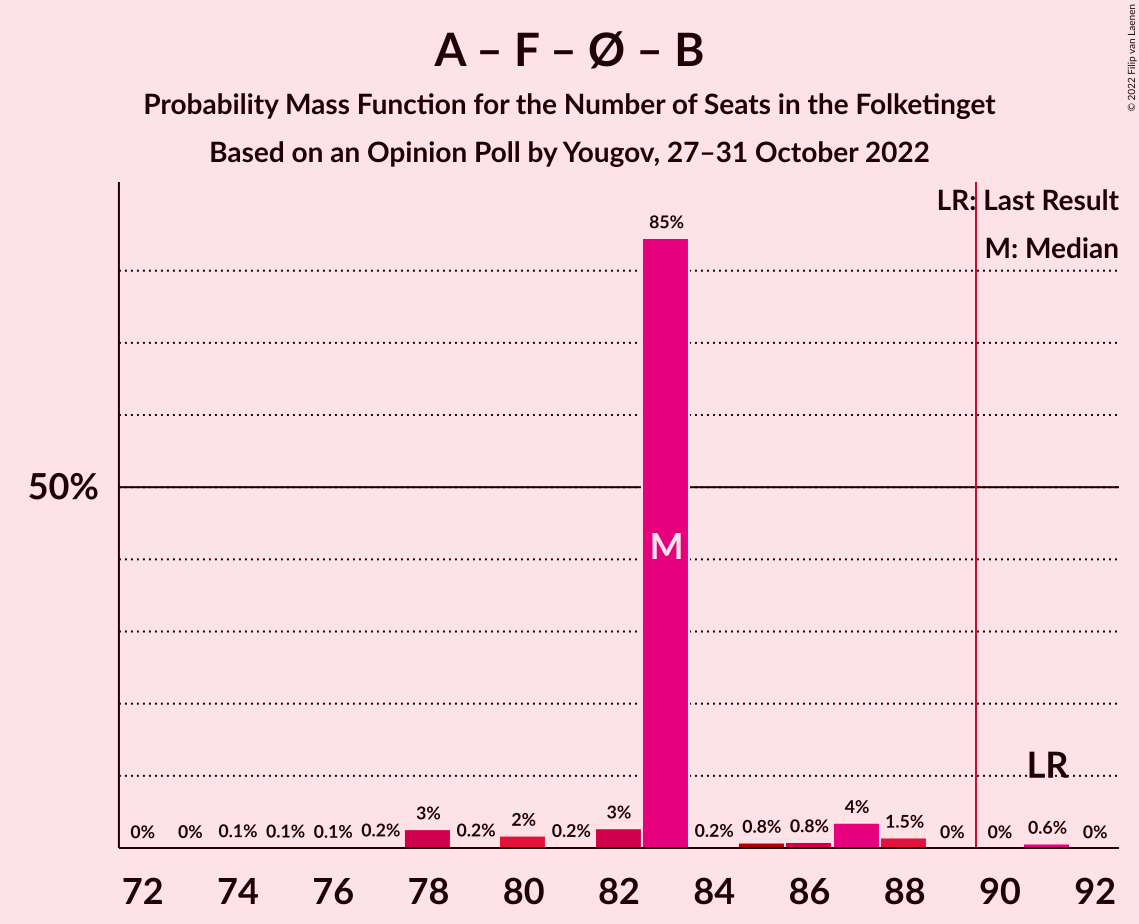 A – F – Ø – B
Probability Mass Function for the Number of Seats in the Folketinget
Based on an Opinion Poll by Yougov, 27–31 October 2022
© 2022 Filip van Laenen
LR: Last Result
M: Median
85%
50%
M
LR
0% 0% 0.1% 0.1% 0.1% 0.2% 3% 0.2% 2% 0.2% 3% 0.2% 0.8% 0.8% 4% 1.5% 0% 0% 0.6% 0%
72 74 76 78 80 82 84 86 88 90 92